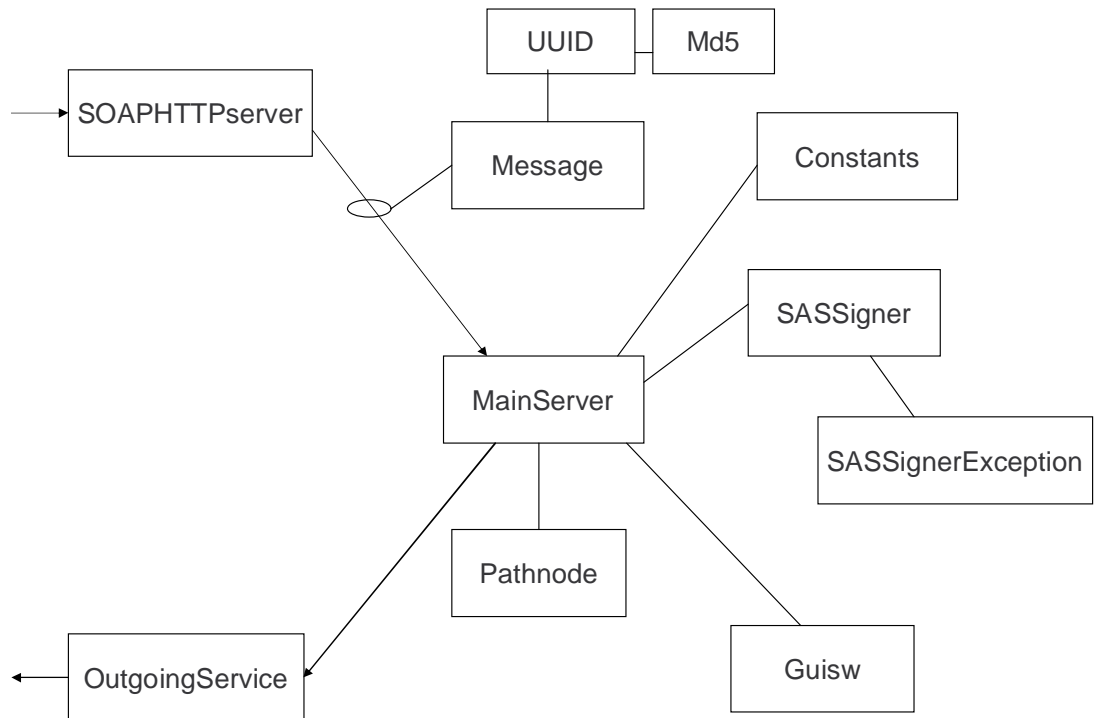 UUID
Md5
SOAPHTTPserver
Message
Constants
SASSigner
MainServer
SASSignerException
Pathnode
Guisw
OutgoingService